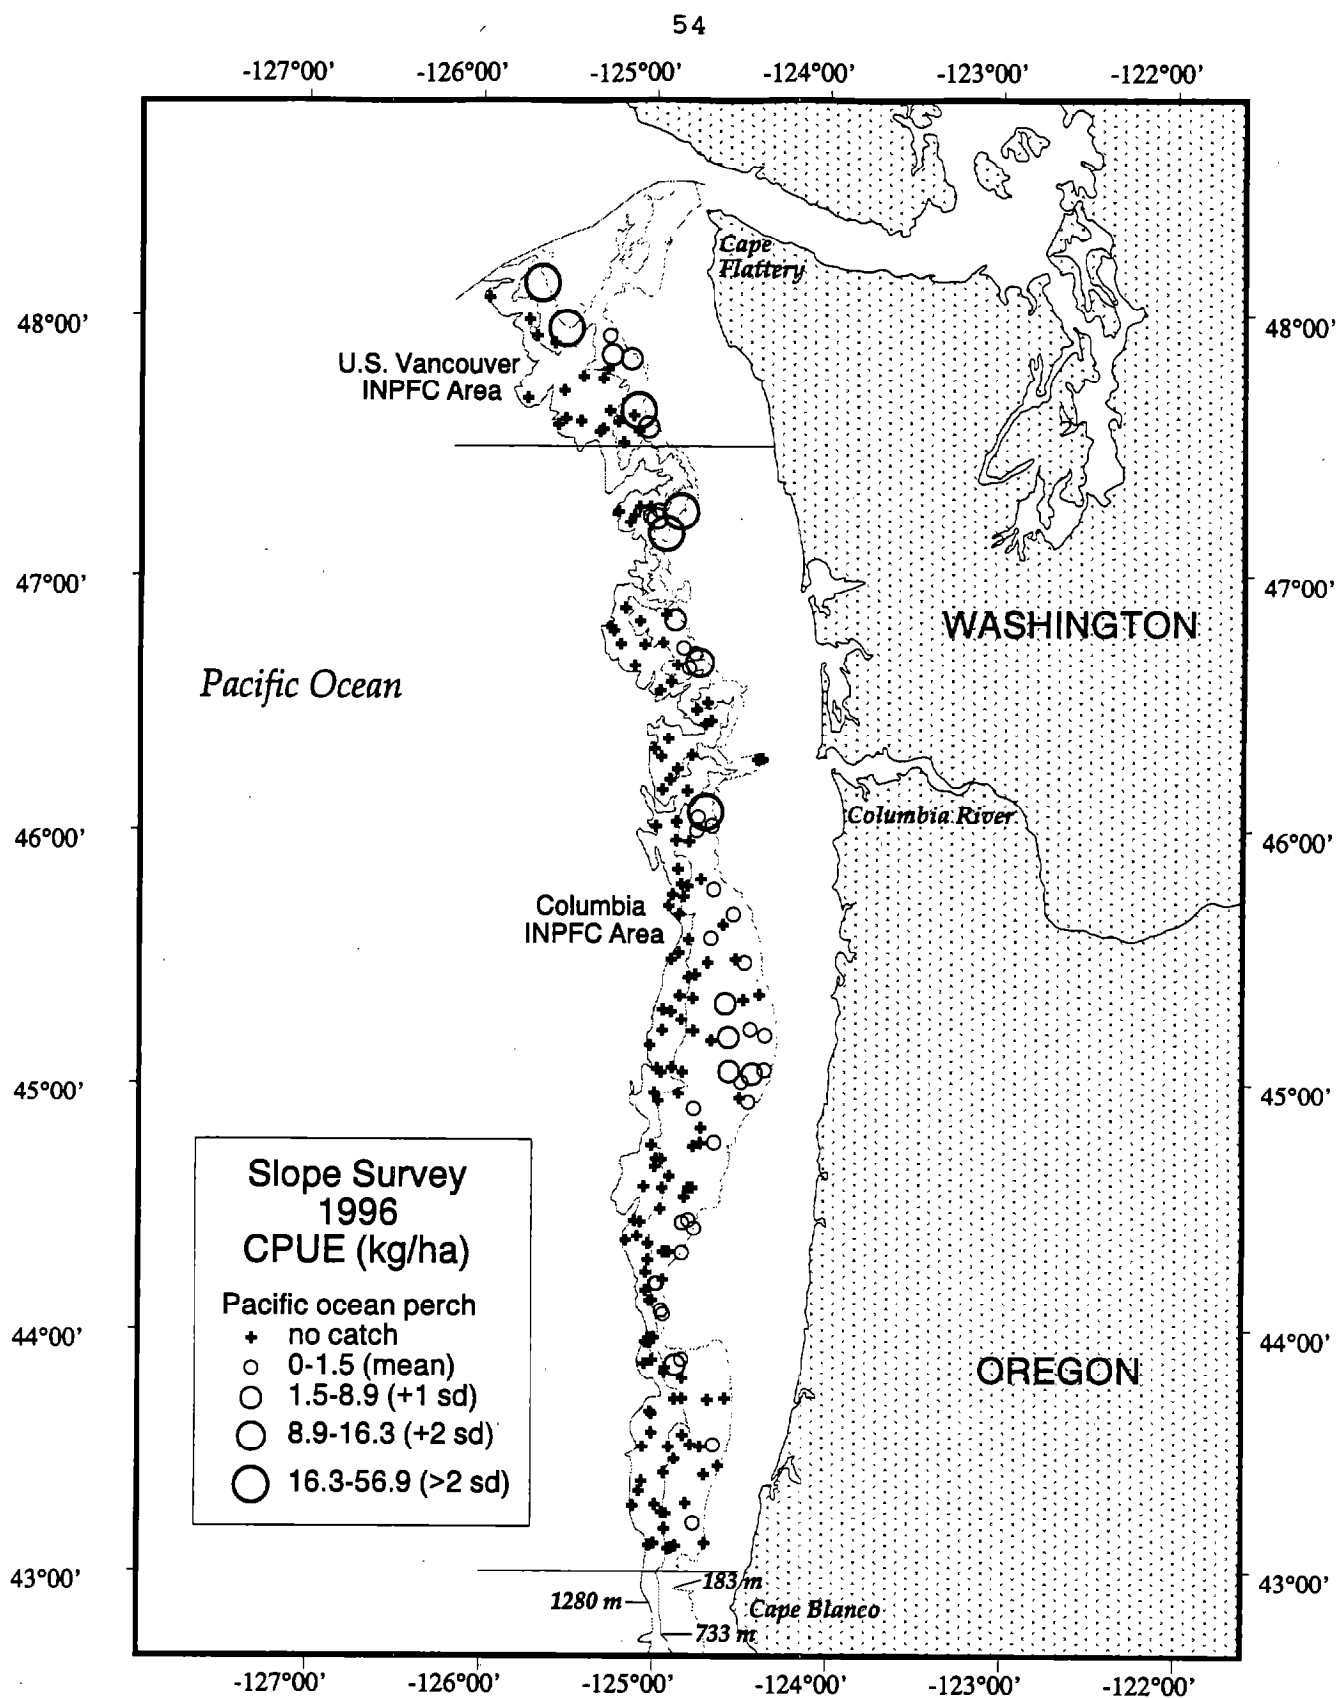 54
-127°00' -126°00' -125°00' -124°00' -123°00' -122°00'
Cape
Flattery
48°00' 48°00'
U.S. Vancouver
INPFC Area
47°00' 47°00'
WASHINGTON
Pacific Ocean
Columbia River
46°00' 46°00'
Columbia
INPFC Area
45°00' 45°00'
Slope Survey
1996
CPUE (kg/ha)
Pacific ocean perch
no catch
0-1.5 (mean)
1.5-8.9 (+1 sd)
8.9-16.3 (+2 sd)
16.3-56.9 (>2 sd)
44°00' 44°00'
OREGON
43°00' 43°00'
183 m
1280 m
Cape Blanco
733 m
-127°00' -126°00' -125°00' -124°00' -123°00' -122°00'